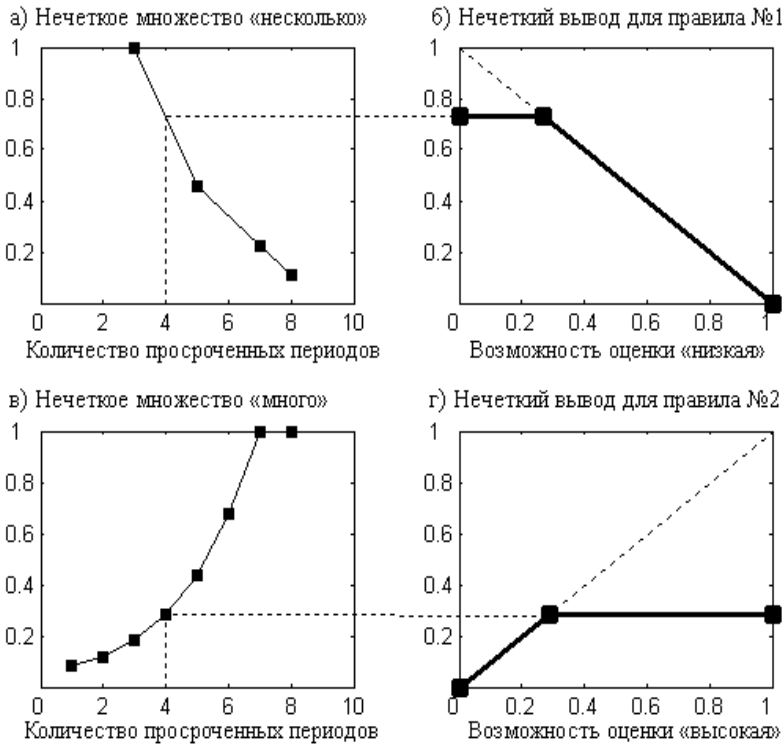 а) Нечеткое множество «несколько»
1
0.8
0.6
0.4
0.2
0 2 4 6 8 10
Количество просроченных периодов
б) Нечеткий вывод для правила №1
1
0.8
0.6
0.4
0.2
0 0.2 0.4 0.6 0.8 1
Возможность оценки «низкая»
в) Нечеткое множество «много»
1
0.8
0.6
0.4
0.2
0 2 4 6 8 10
Количество просроченных периодов
г) Нечеткий вывод для правила №2
1
0.8
0.6
0.4
0.2
0 0.2 0.4 0.6 0.8 1
Возможность оценки «высокая»